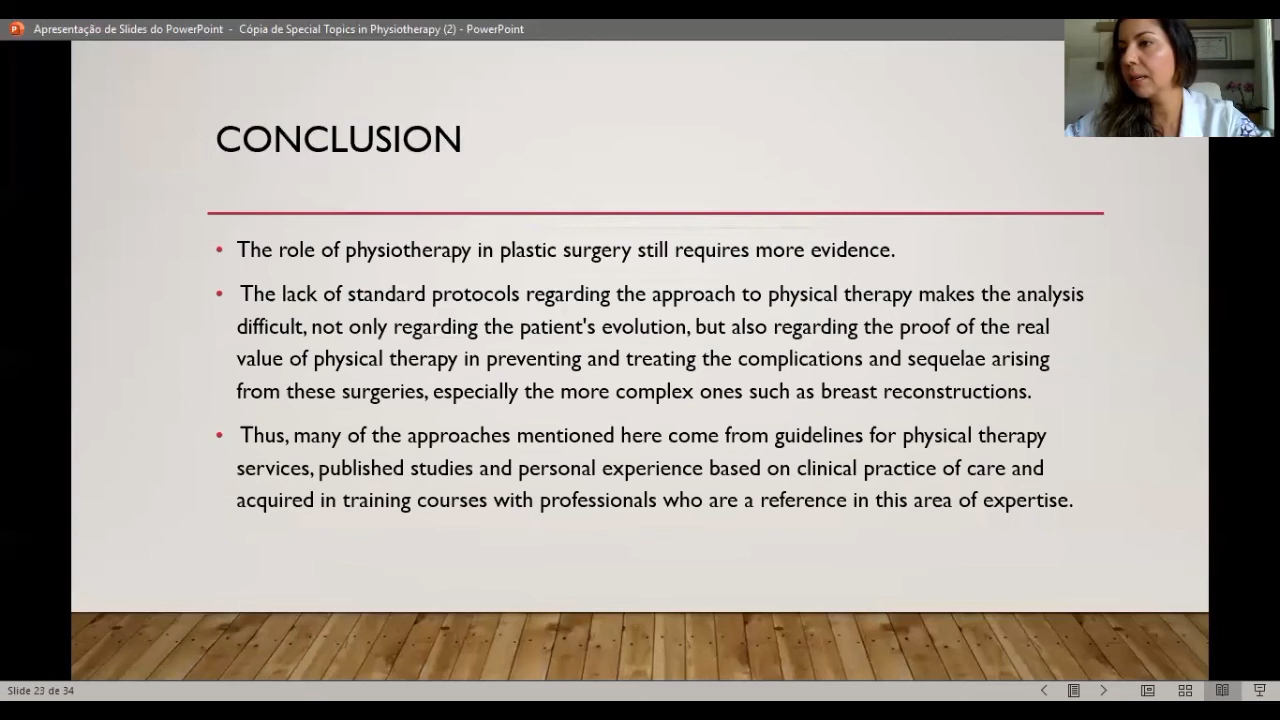 Apresentação de Slides do PowerPoint - Cópia de Special Topics in Physiotherapy (2) - PowerPoint
CONCLUSION
• The role of physiotherapy in plastic surgery still requires more evidence.
• The lack of standard protocols regarding the approach to physical therapy makes the analysis
difficult, not only regarding the patient's evolution, but also regarding the proof of the real
value of physical therapy in preventing and treating the complications and sequelae arising
from these surgeries, especially the more complex ones such as breast reconstructions.
• Thus, many of the approaches mentioned here come from guidelines for physical therapy
services, published studies and personal experience based on clinical practice of care and
acquired in training courses with professionals who are a reference in this area of expertise.
Slide 23 de 34